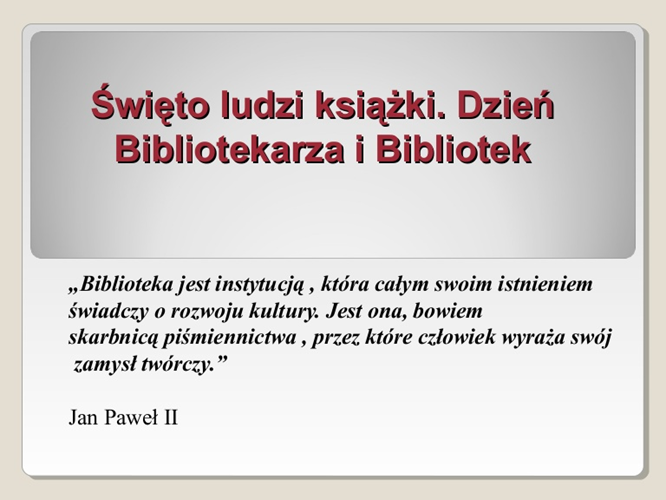 Święto ludzi książki. Dzień
Bibliotekarza i Bibliotek
„Biblioteka jest instytucją , która całym swoim istnieniem
świadczy o rozwoju kultury. Jest ona, bowiem
skarbnicą piśmiennictwa , przez które człowiek wyraża swój
zamysł twórczy.”
Jan Paweł II